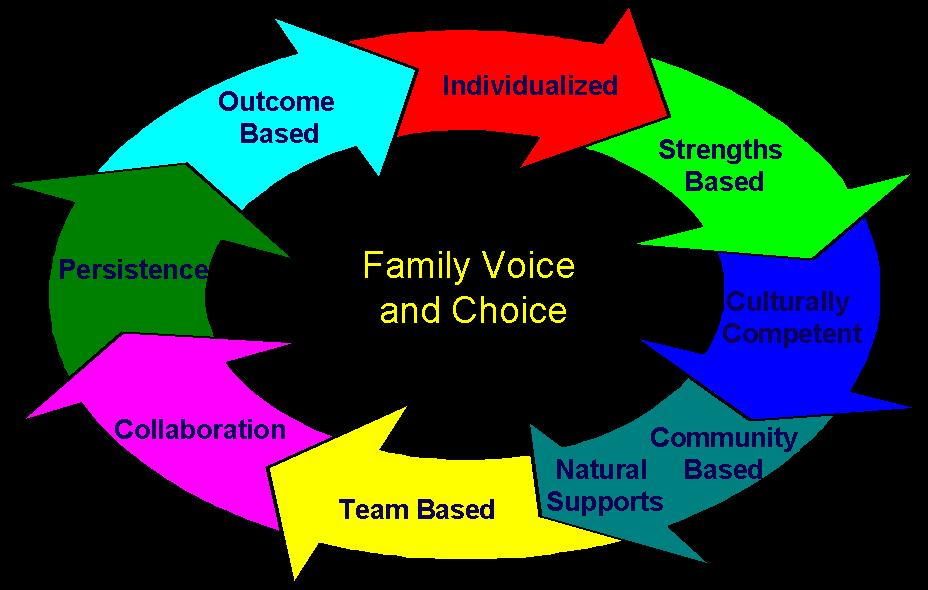 Individualized
Outcome
Based
Strengths
Based
Family Voice
and Choice
Persistence
Culturally
Competent
Collaboration
Community
Based
Natural
Supports
Team Based